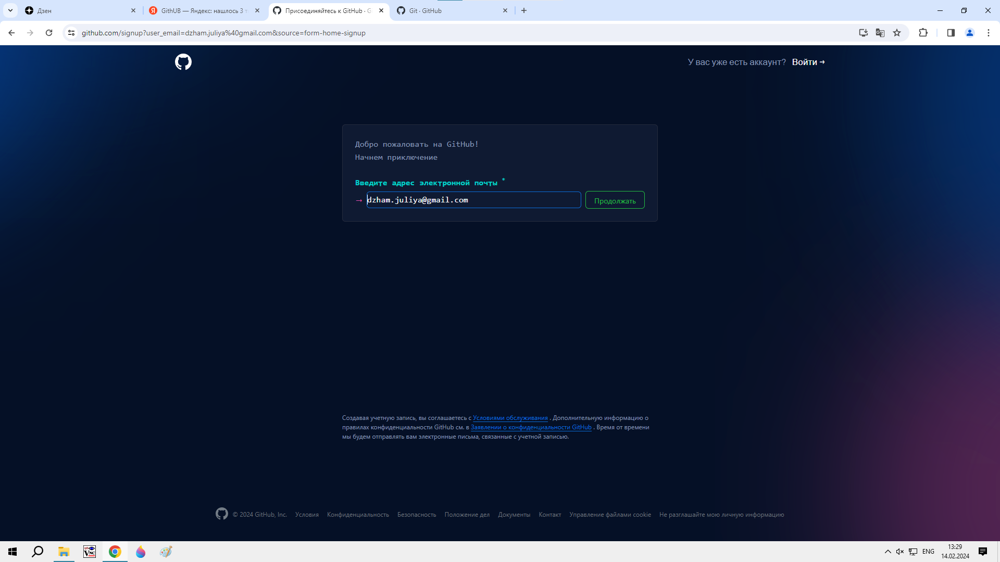 Дзен
GithUB — Яндекс: нашлось 3 т
Присоединяйтесь к GitHub · G
Git · GitHub
github.com/signup?user_email=dzham.juliya%40gmail.com&source=form-home-signup
У вас уже есть аккаунт? Войти →
Добро пожаловать на GitHub!
Начнем приключение
Введите адрес электронной почты *
→ dzham.juliya@gmail.com Продолжать
Создавая учетную запись, вы соглашаетесь с Условиями обслуживания . Дополнительную информацию о
правилах конфиденциальности GitHub см. в Заявлении о конфиденциальности GitHub . Время от времени
мы будем отправлять вам электронные письма, связанные с учетной записью.
© 2024 GitHub, Inc. Условия Конфиденциальность Безопасность Положение дел Документы Контакт Управление файлами cookie Не разглашайте мою личную информацию
VNC
ENG
13:29
14.02.2024